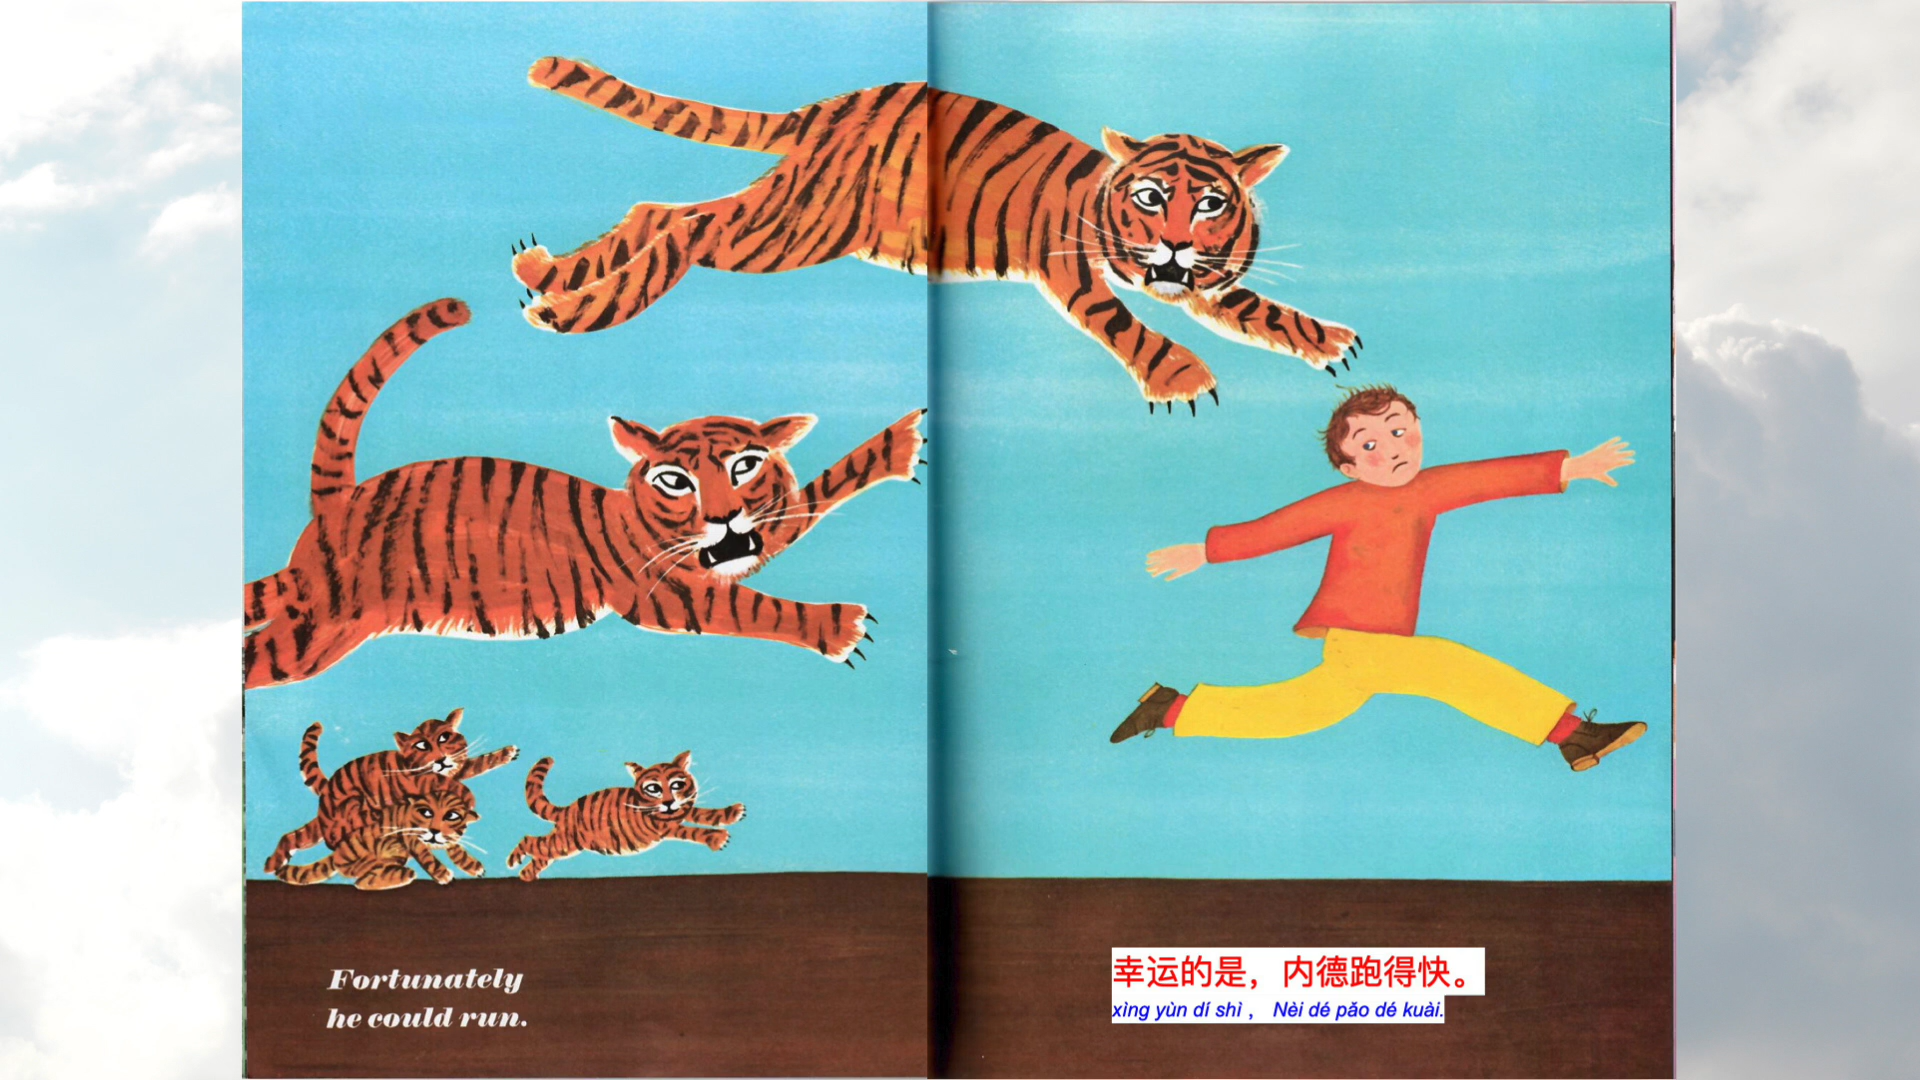 Fortunately
he could run.
幸运的是，内德跑得快。
xìng yùn dí shì ， Nèi dé pǎo dé kuài.